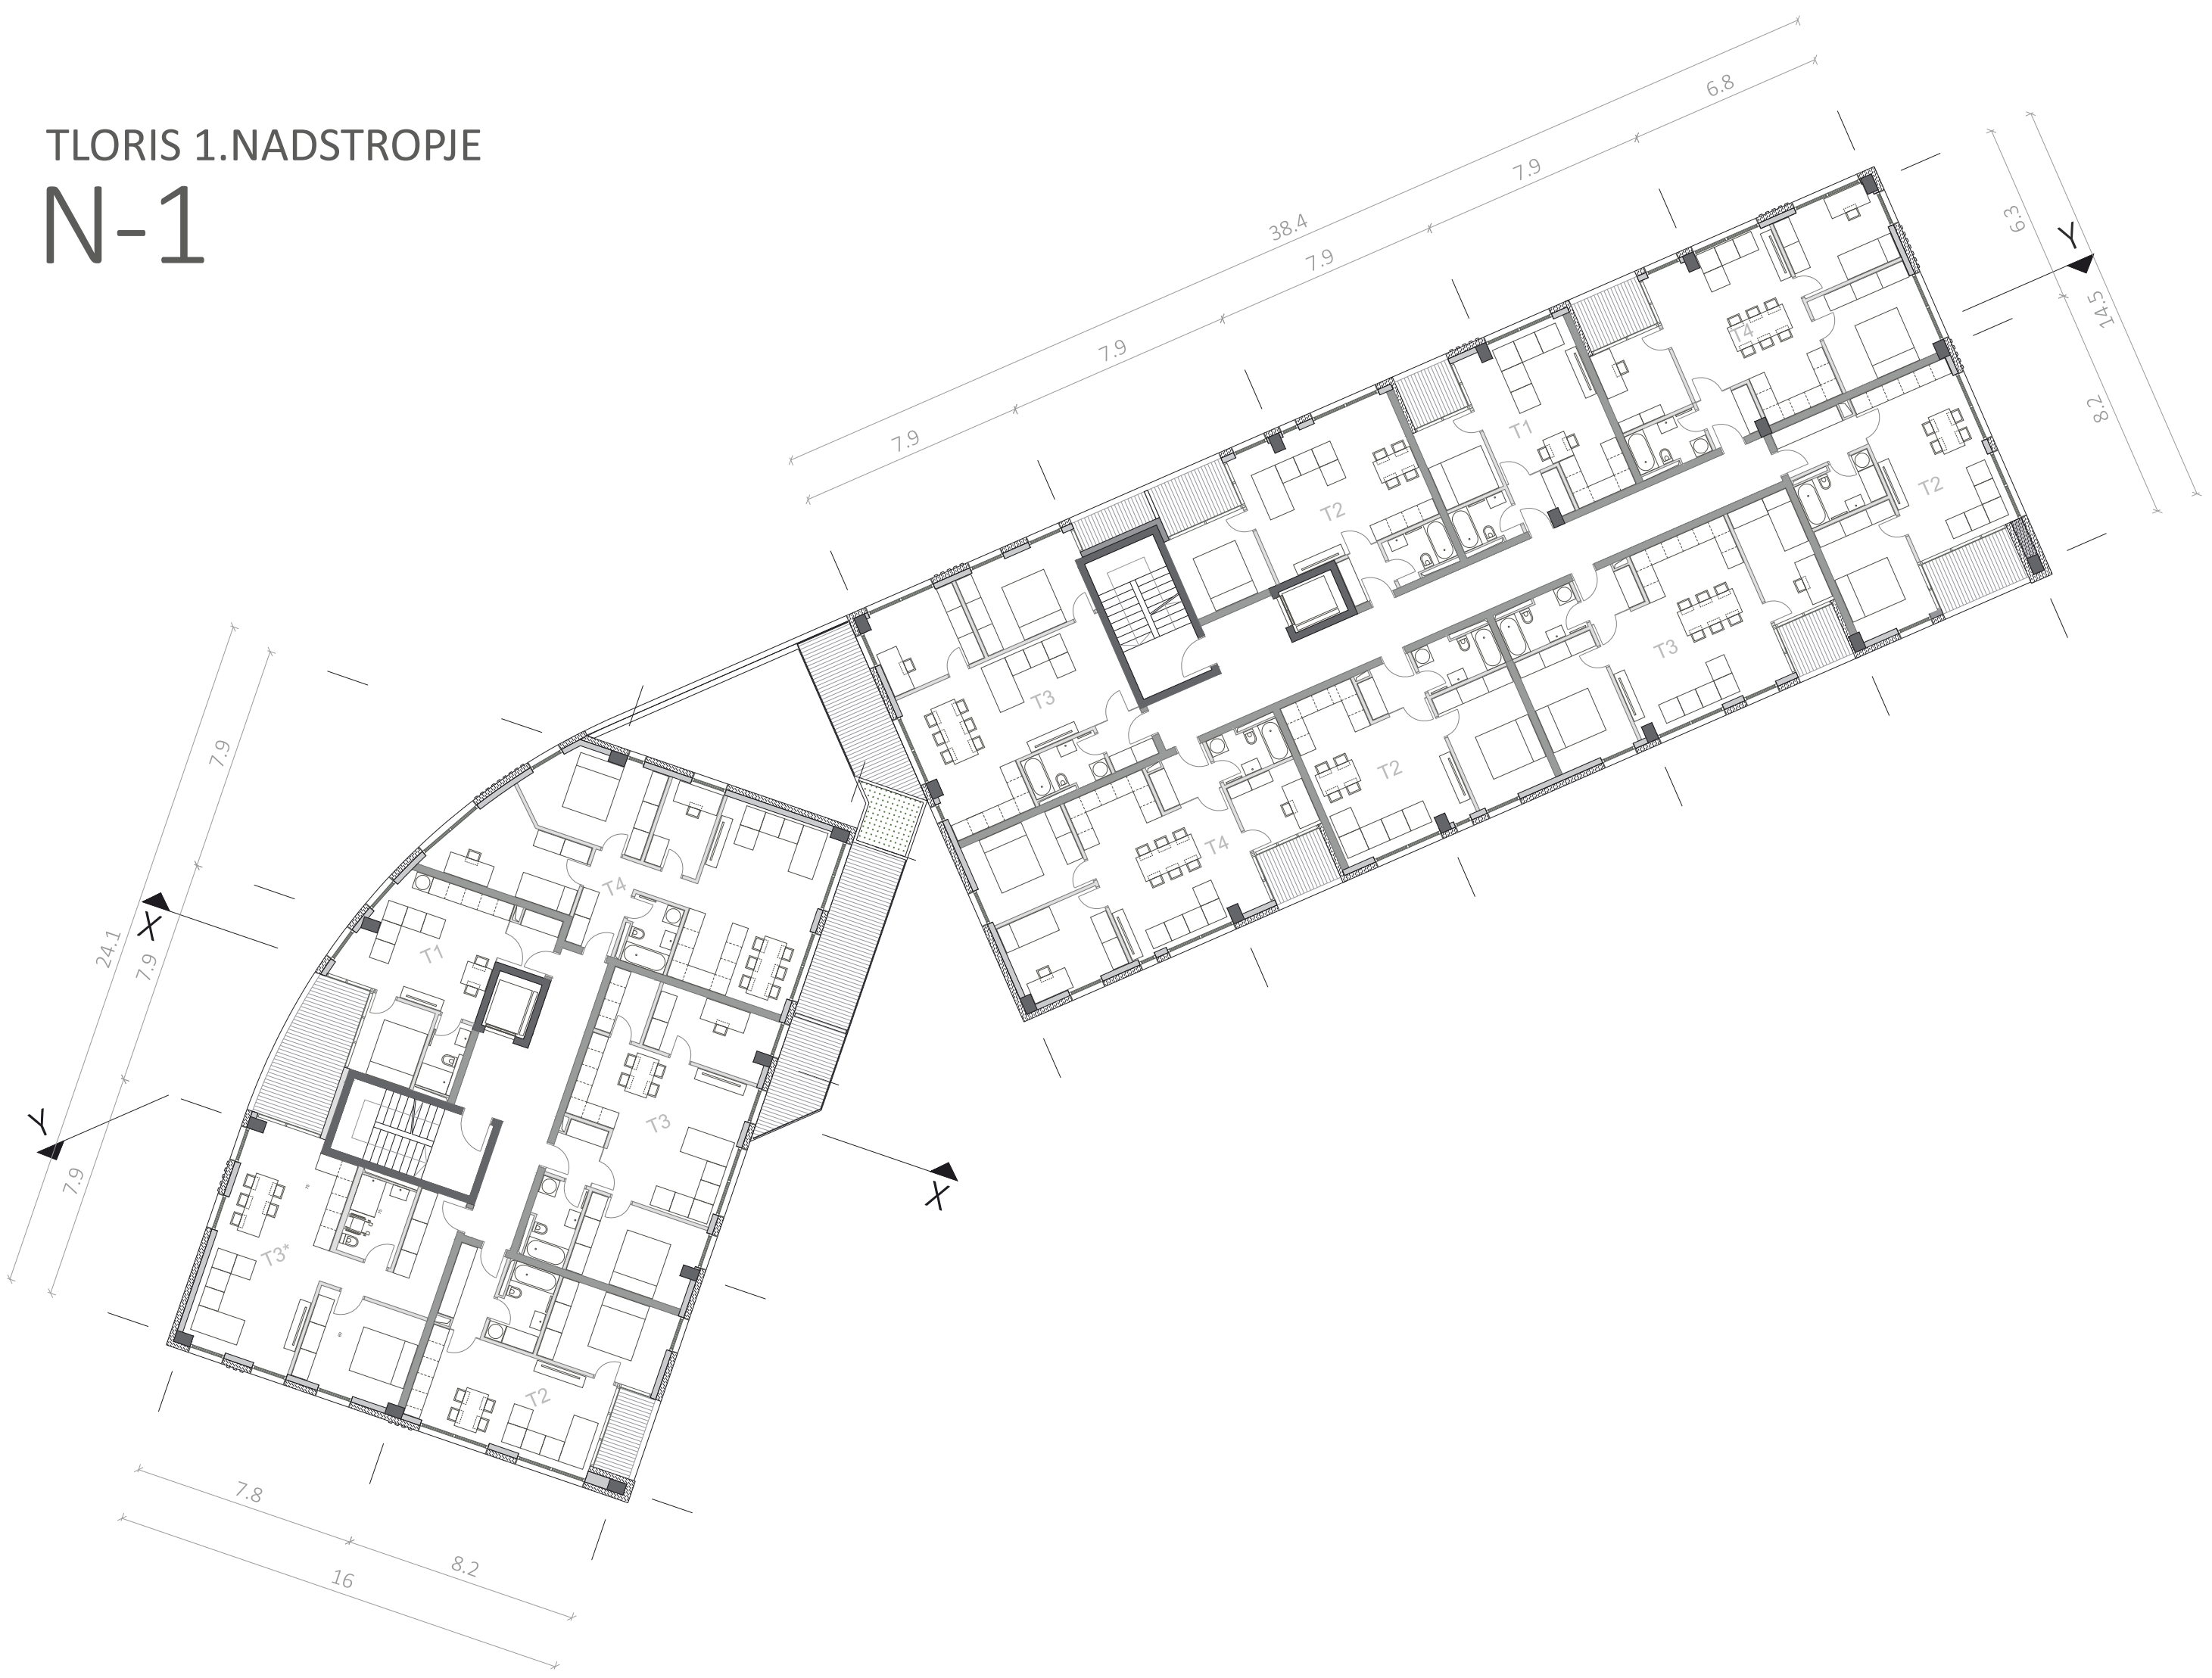 TLORIS 1.NADSTROPJE
N-1
38.4
6.8
7.9
7.9
7.9
7.9
6.3
14.5
8.2
Y
T4
T2
T1
T2
T3
T3
T2
T4
24.1
7.9
7.9
7.9
X
Y
T4
T1
T3
X
T3*
T2
7.8
8.2
16